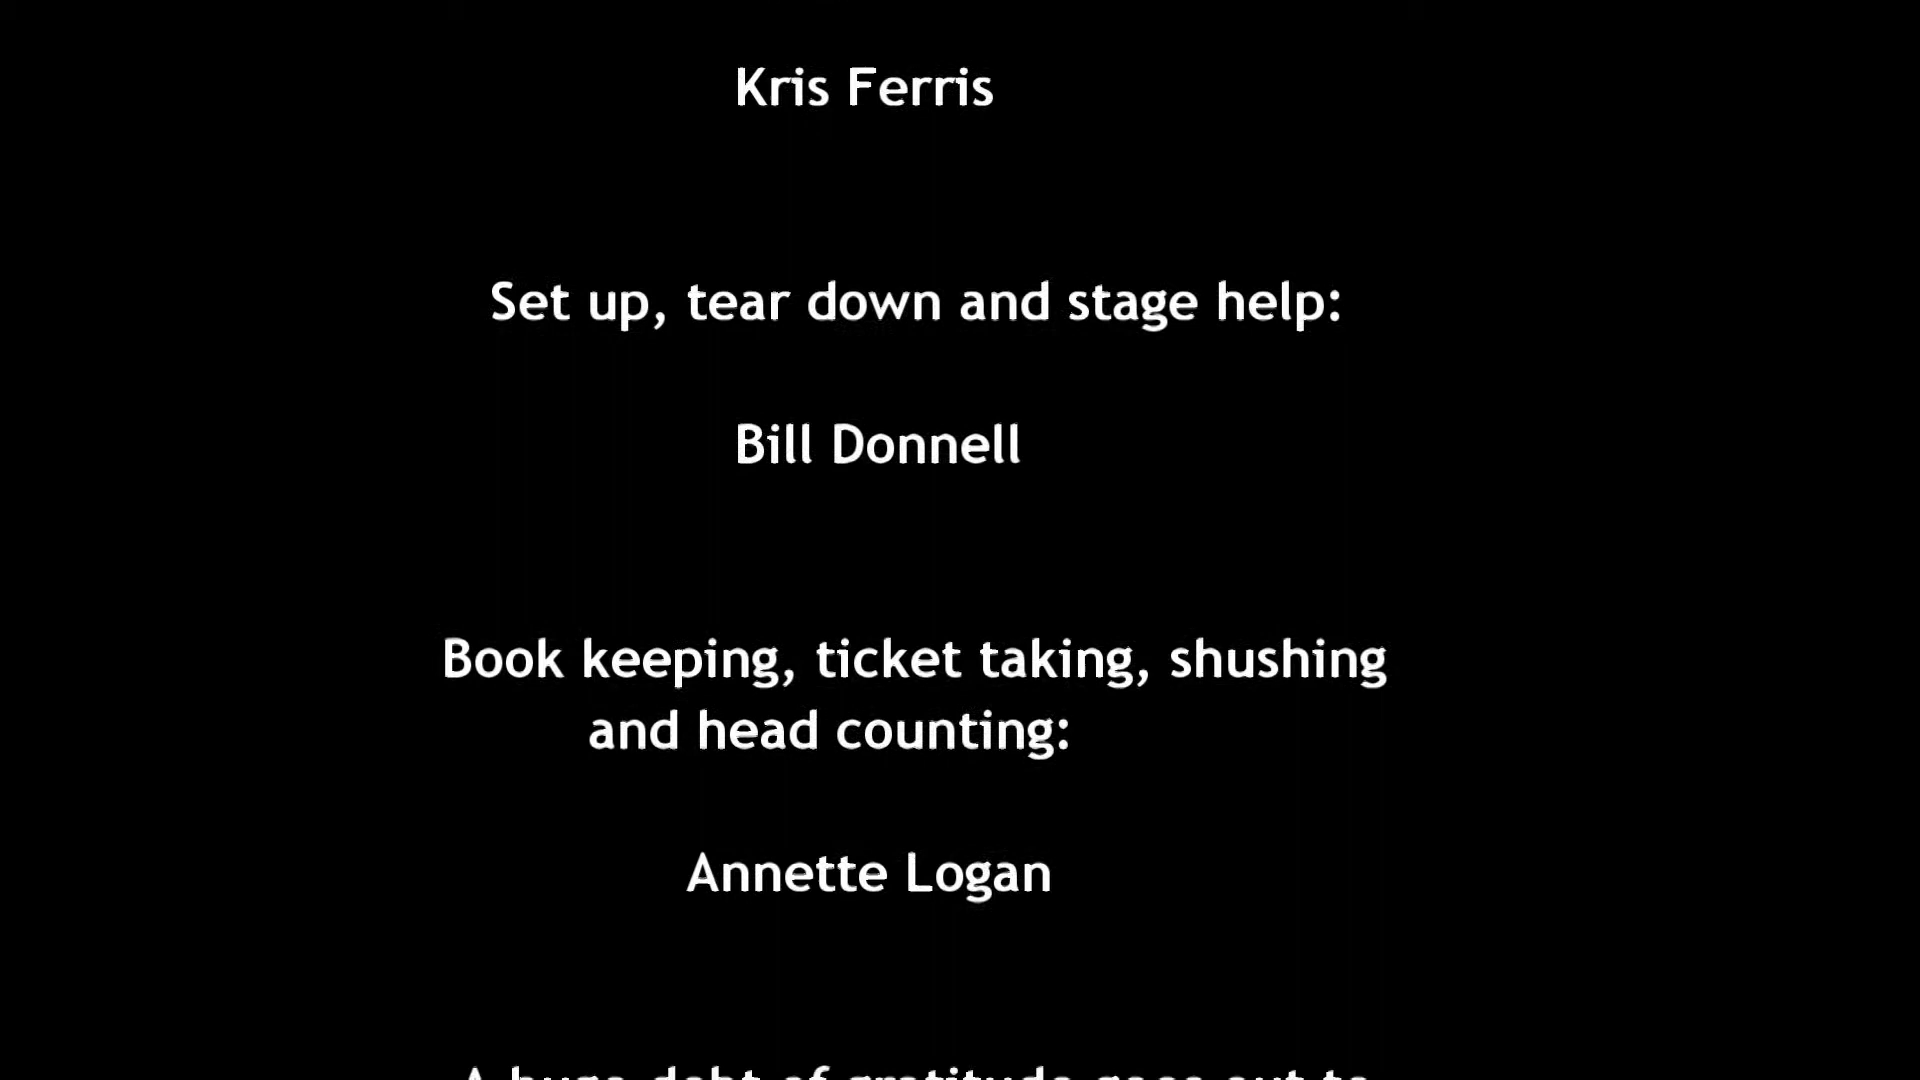 Kris Ferris
Set up, tear down and stage help:
Bill Donnell
Book keeping, ticket taking, shushing
and head counting:
Annette Logan
A huge debt of gratitude goes out to